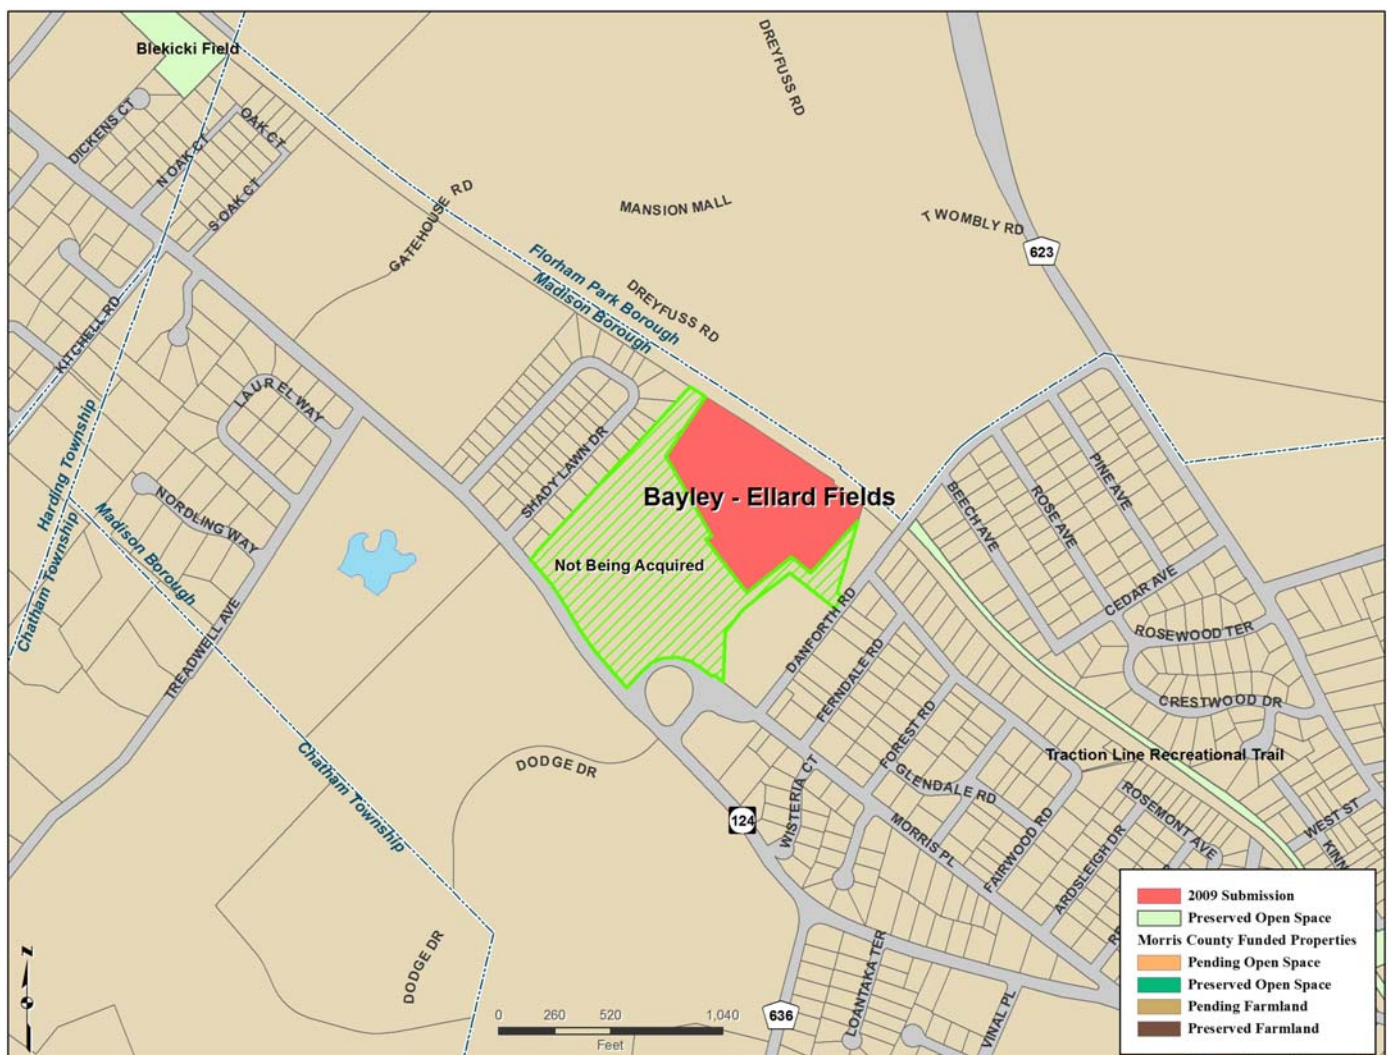 Blekicki Field
DREYFUSS RD
DICKENS CT
OAK CT
N OAK CT
S OAK CT
GATEHOUSE RD
MANSION MALL
T WOMBLY RD
623
Florham Park Borough
Madison Borough
DREYFUSS RD
KITCHELL RD
LAUREL WAY
Harding Township
Chatham Township
NORDLING WAY
Madison Borough
TREADWELL AVE
SHADY LAWN DR
Bayley - Ellard Fields
Not Being Acquired
BEECH AVE
ROSE AVE
PINE AVE
CEDAR AVE
ROSEWOOD TER
CRESTWOOD DR
DANFORTH RD
FERNDALE RD
FOREST RD
Traction Line Recreational Trail
Chatham Township
DODGE DR
GLENDALE RD
ROSEMONT AVE
WEST ST
KINN
124
WISTERIA CT
MORRIS PL
FAIRWOOD RD
ARDSLEIGH DR
RE
DODGE DR
LOANTAKA TER
636
VINAL PL
Z
0 260 520 1,040
Feet
2009 Submission
Preserved Open Space
Morris County Funded Properties
Pending Open Space
Preserved Open Space
Pending Farmland
Preserved Farmland